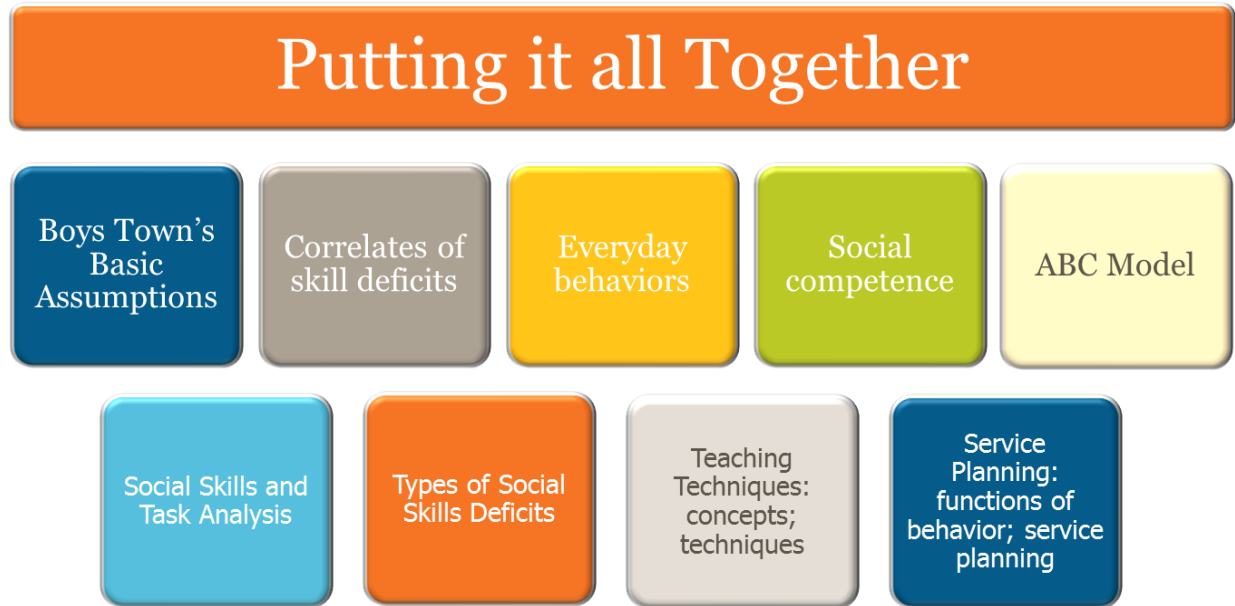 Putting it all Together
Boys Town’s
Basic
Assumptions
Correlates of
skill deficits
Everyday
behaviors
Social
competence
ABC Model
Social Skills and
Task Analysis
Types of Social
Skills Deficits
Teaching
Techniques:
concepts;
techniques
Service
Planning:
functions of
behavior; service
planning